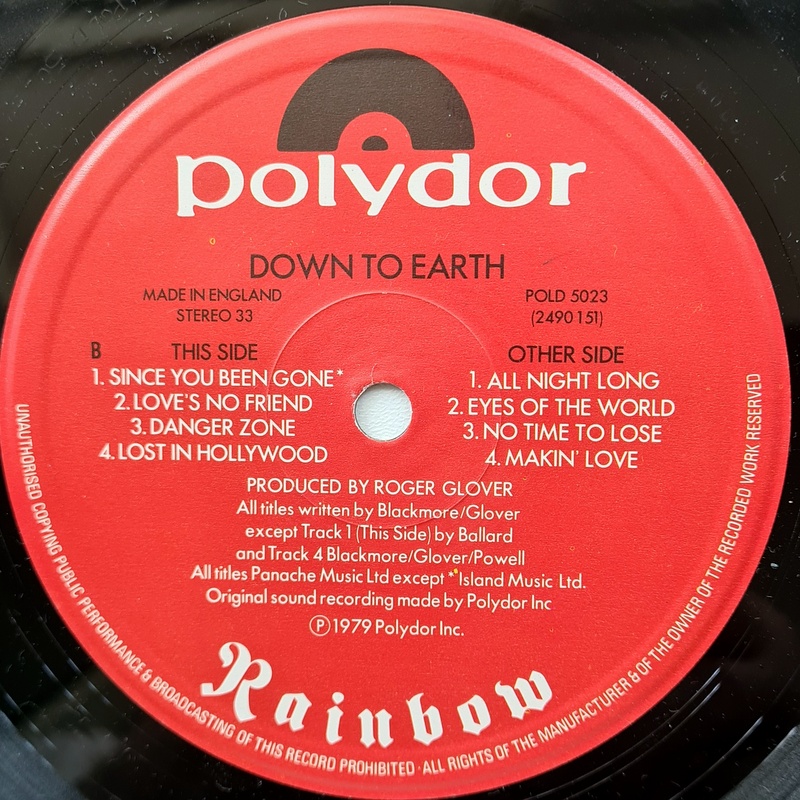 polydor
DOWN TO EARTH
MADE IN ENGLAND
STEREO 33
POLD 5023
(2490 151)
B THIS SIDE
1. SINCE YOU BEEN GONE*
2. LOVE'S NO FRIEND
3. DANGER ZONE
4. LOST IN HOLLYWOOD
OTHER SIDE
1. ALL NIGHT LONG
2. EYES OF THE WORLD
3. NO TIME TO LOSE
4. MAKIN' LOVE
PRODUCED BY ROGER GLOVER
All titles written by Blackmore/Glover
except Track 1 (This Side) by Ballard
and Track 4 Blackmore/Glover/Powell
All titles Panache Music Ltd except *Island Music Ltd.
Original sound recording made by Polydor Inc
Ⓟ 1979 Polydor Inc.
Rainbow
UNAUTHORISED COPYING PUBLIC PERFORMANCE & BROADCASTING OF THIS RECORD PROHIBITED · ALL RIGHTS OF THE MANUFACTURER & OF THE OWNER OF THE RECORDED WORK RESERVED